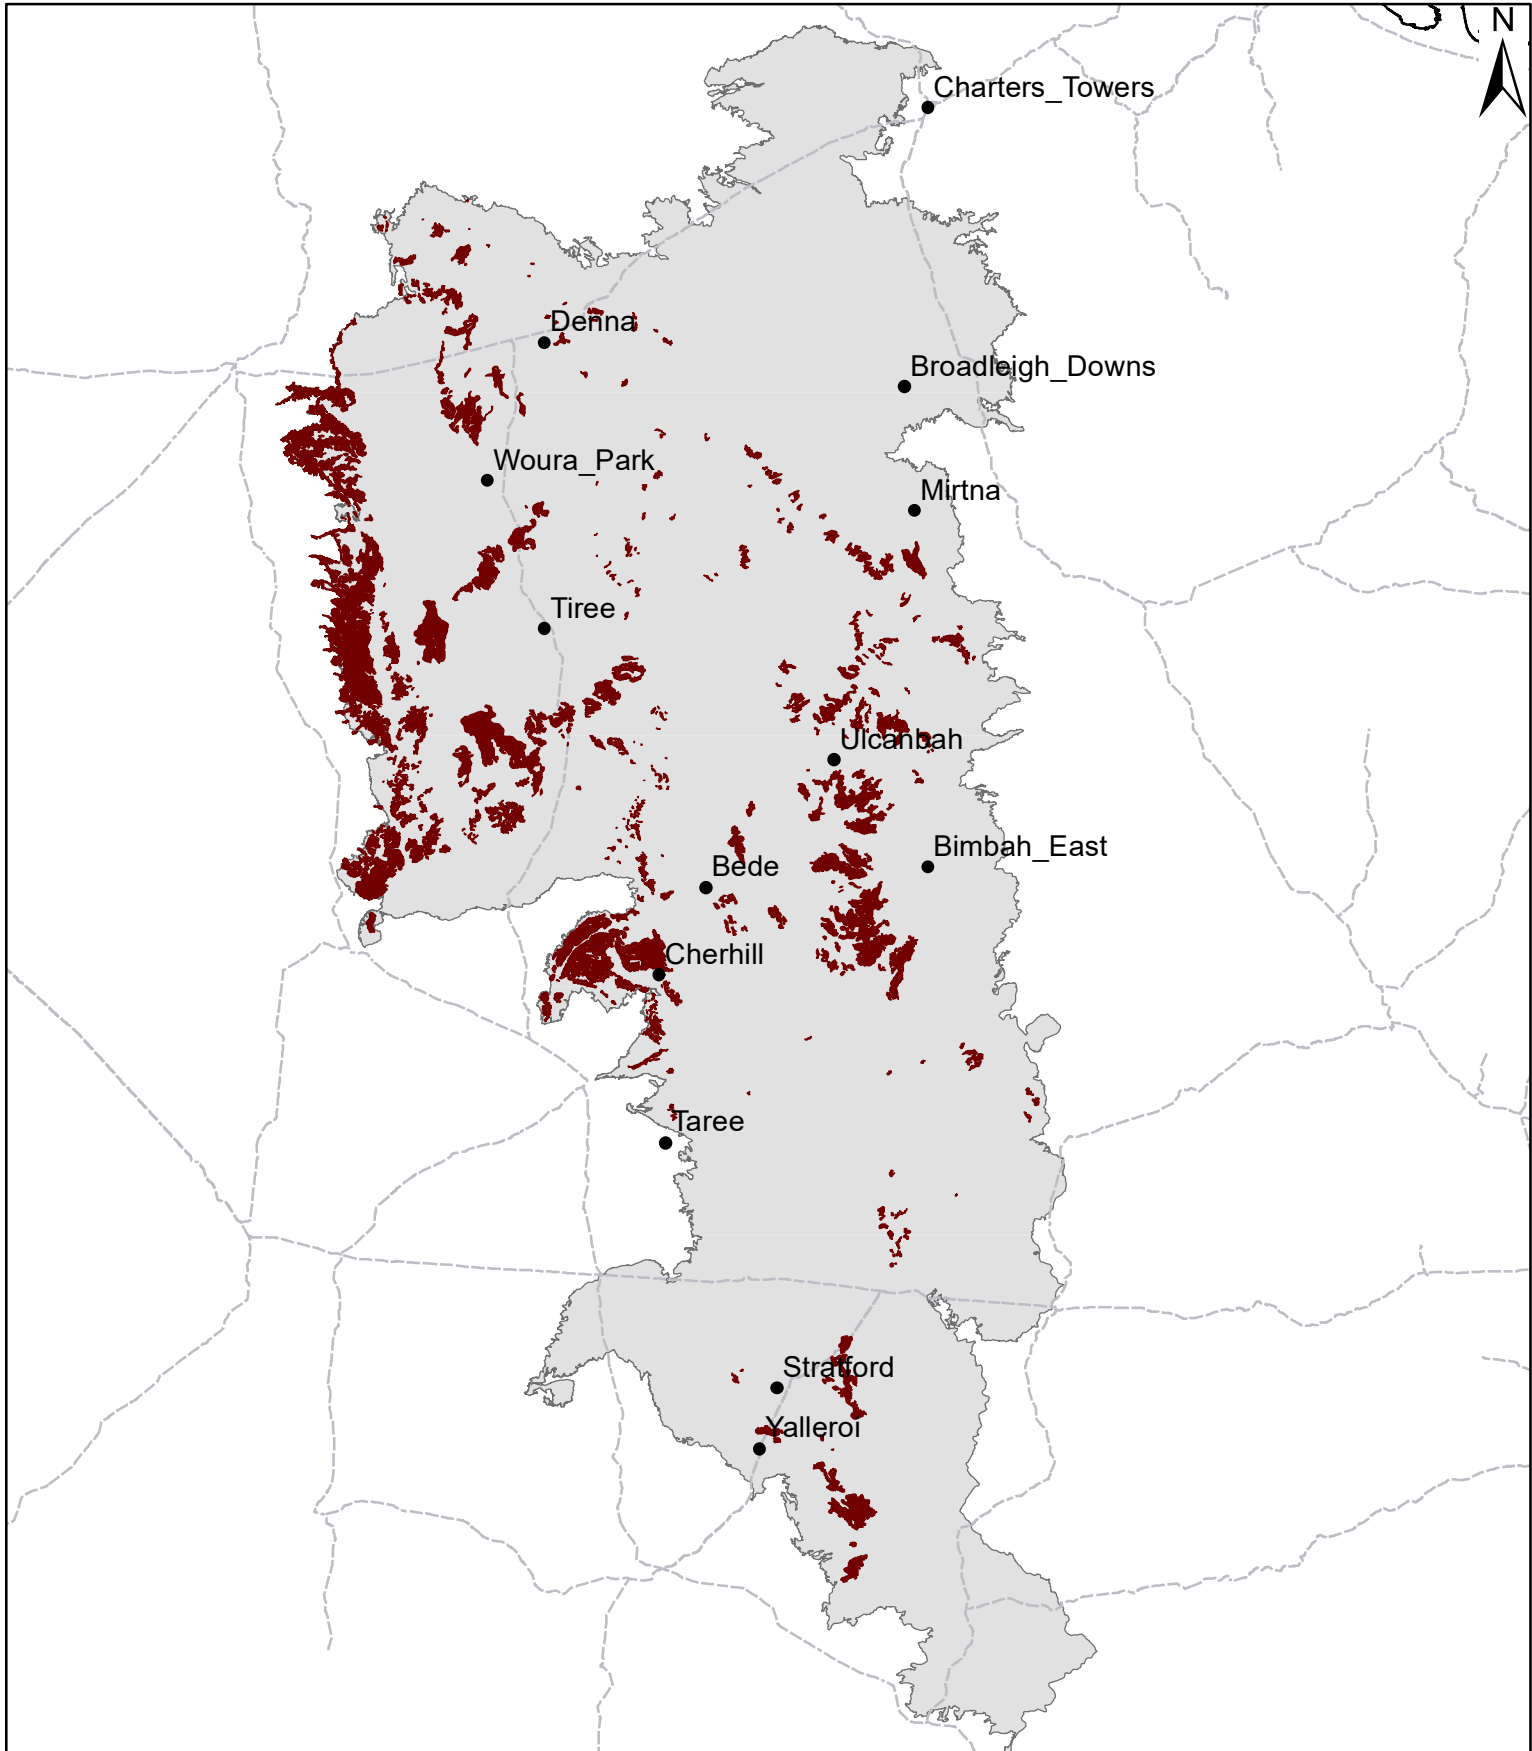 N
Charters_Towers
Denna
Broadleigh_Downs
Woura_Park
Mirtna
Tiree
Ulcanbah
Bimbah_East
Bede
Cherhill
Taree
Stratford
Yalleroi